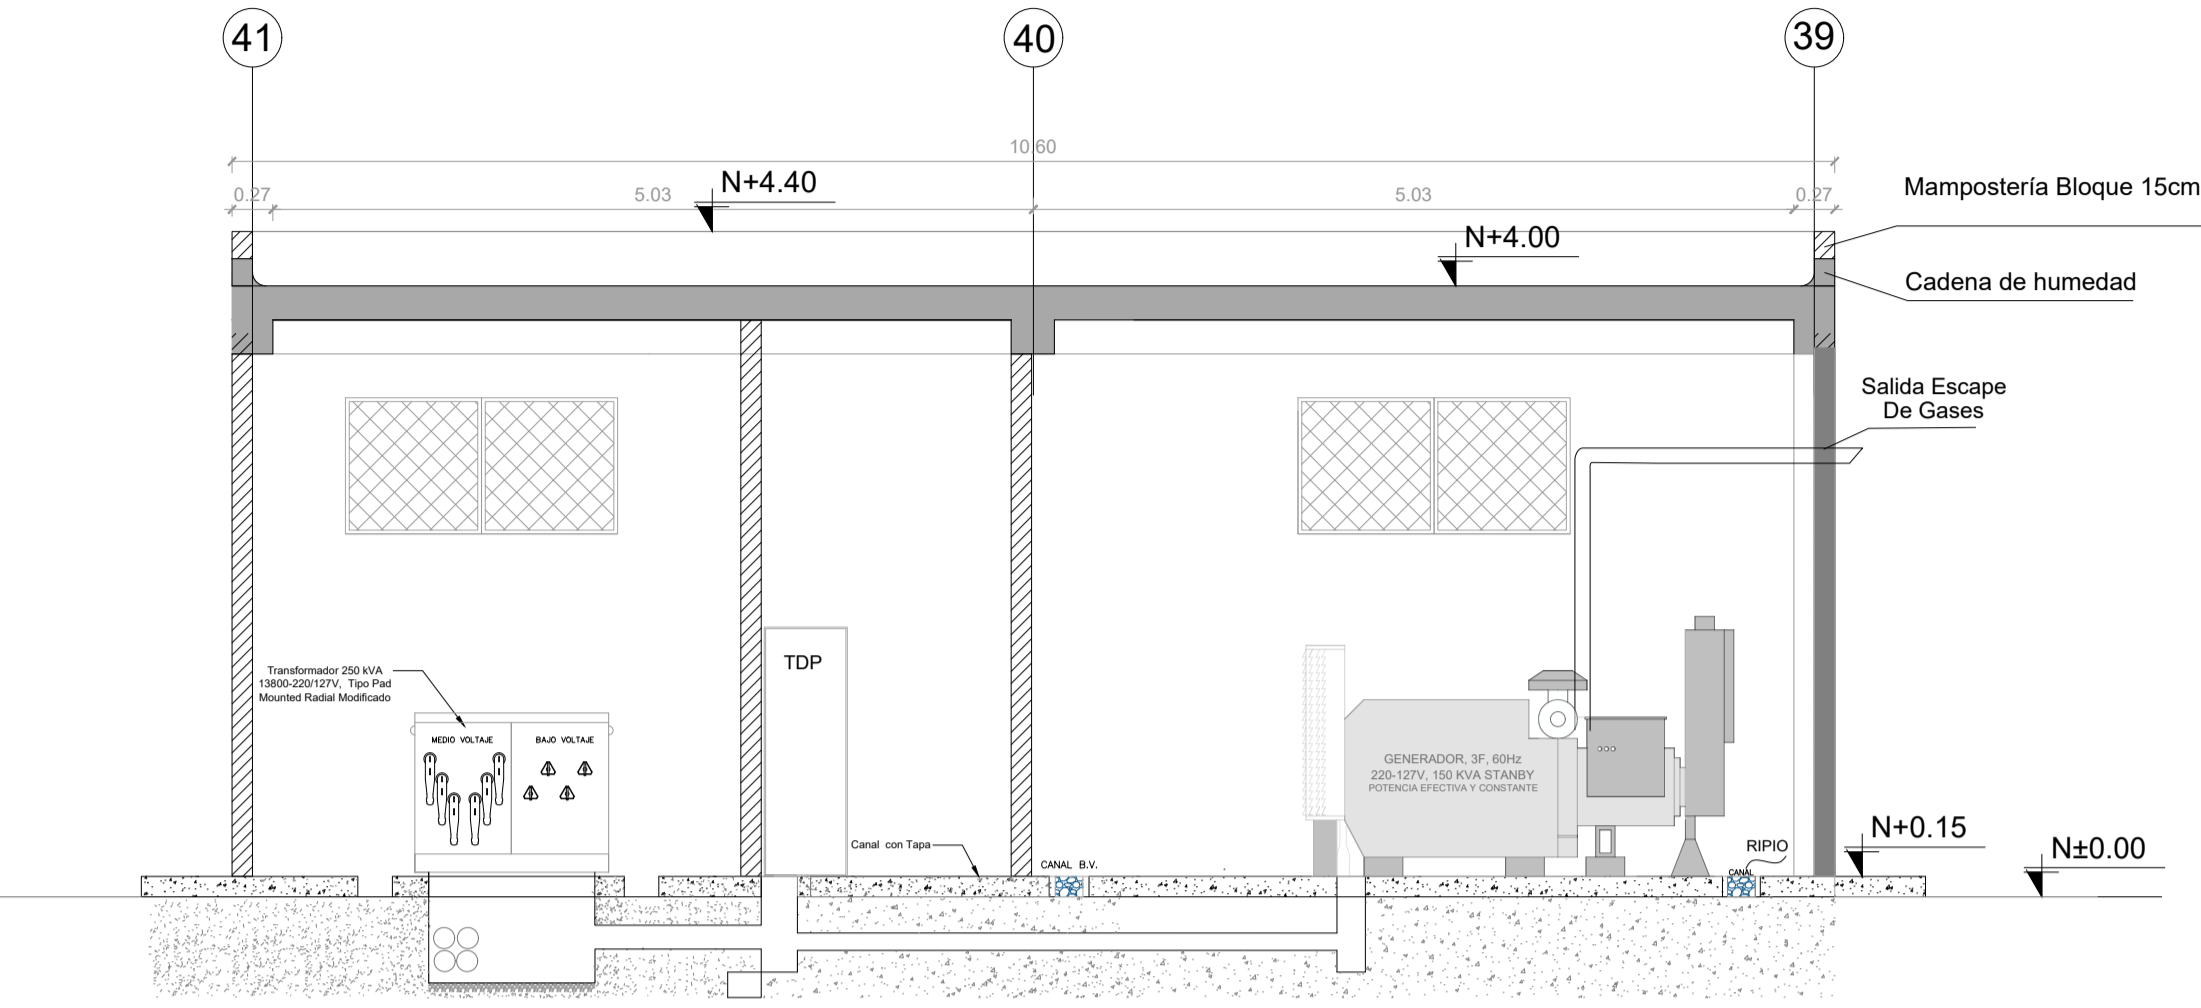 41
40
39
10.60
0.27
5.03
N+4.40
5.03
0.27
Mampostería Bloque 15cm
N+4.00
Cadena de humedad
Salida Escape
De Gases
TDP
Transformador 250 kVA
13800-220/127V, Tipo Pad
Mounted Radial Modificado
MEDIO VOLTAJE
BAJO VOLTAJE
GENERADOR, 3F, 60Hz
220-127V, 150 KVA STANBY
POTENCIA EFECTIVA Y CONSTANTE
Canal con Tapa
CANAL B.V.
RIPIO
CANAL
N+0.15
N±0.00